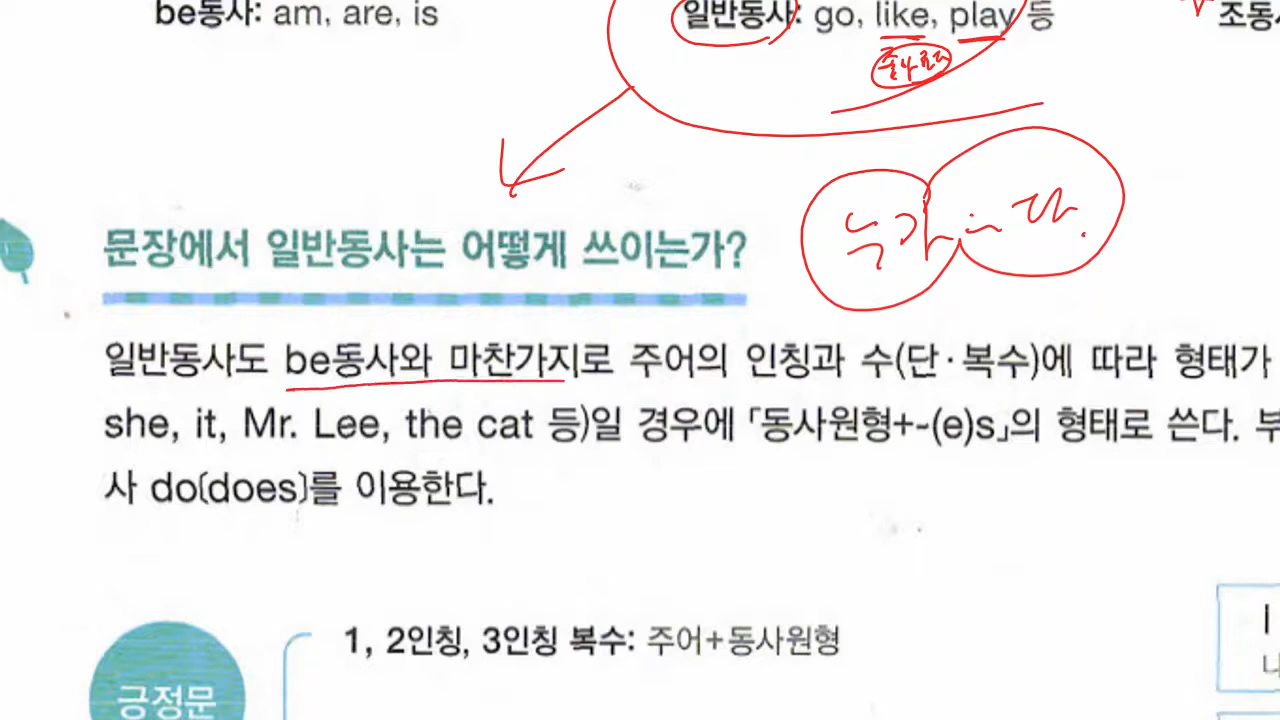 be동사: am, are, is 일반동사: go, like, play 등 조동사
누가 ㄴ 다.
문장에서 일반동사는 어떻게 쓰이는가?
일반동사도 be동사와 마찬가지로 주어의 인칭과 수(단·복수)에 따라 형태가
she, it, Mr. Lee, the cat 등)일 경우에 「동사원형+-(e)s」의 형태로 쓴다. 부
사 do(does)를 이용한다.
1, 2인칭, 3인칭 복수: 주어+동사원형
긍정문
I